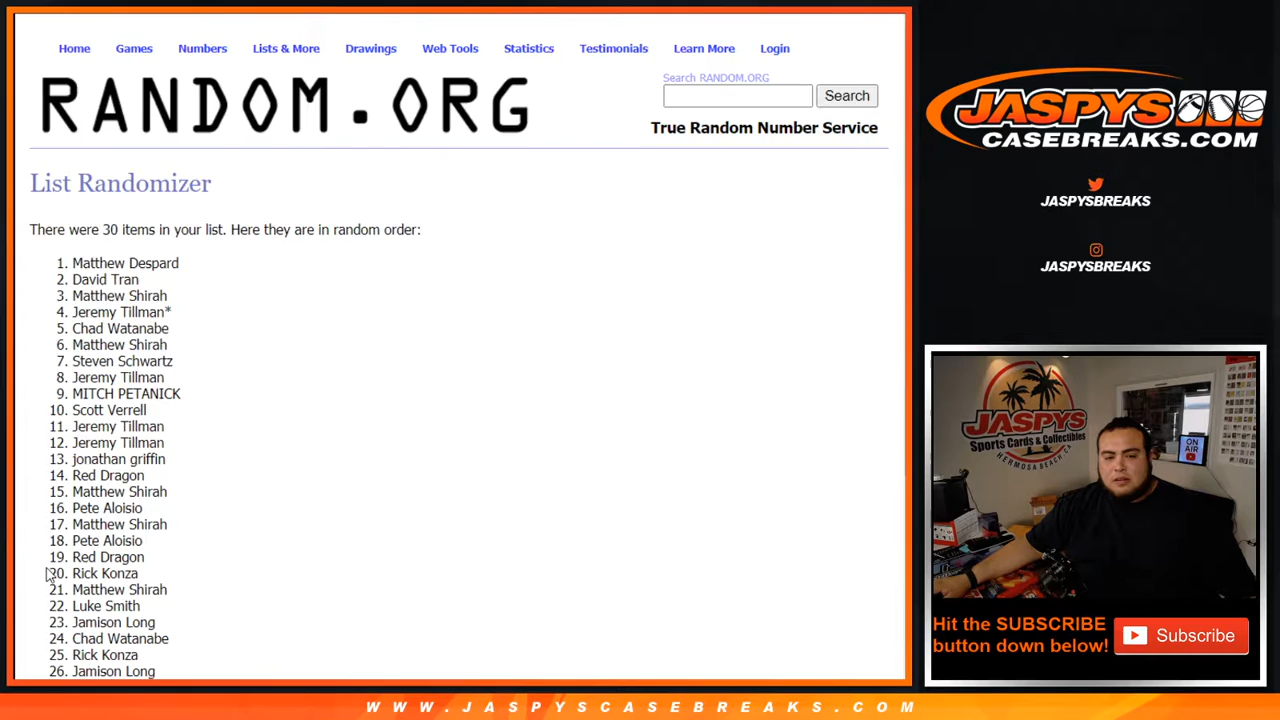 Home Games Numbers Lists & More Drawings Web Tools Statistics Testimonials Learn More Login
RANDOM.ORG
Search RANDOM.ORG
Search
True Random Number Service
List Randomizer
There were 30 items in your list. Here they are in random order:
1. Matthew Despard
2. David Tran
3. Matthew Shirah
4. Jeremy Tillman*
5. Chad Watanabe
6. Matthew Shirah
7. Steven Schwartz
8. Jeremy Tillman
9. MITCH PETANICK
10. Scott Verrell
11. Jeremy Tillman
12. Jeremy Tillman
13. jonathan griffin
14. Red Dragon
15. Matthew Shirah
16. Pete Aloisio
17. Matthew Shirah
18. Pete Aloisio
19. Red Dragon
20. Rick Konza
21. Matthew Shirah
22. Luke Smith
23. Jamison Long
24. Chad Watanabe
25. Rick Konza
26. Jamison Long
JASPYS
CASEBREAKS.COM
JASPYSBREAKS
JASPYSBREAKS
JASPYS
Sports Cards & Collectibles
HERMOSA BEACH CA
ON AIR
Hit the SUBSCRIBE
button down below!
Subscribe
WWW.JASPYSCASEBREAKS.COM